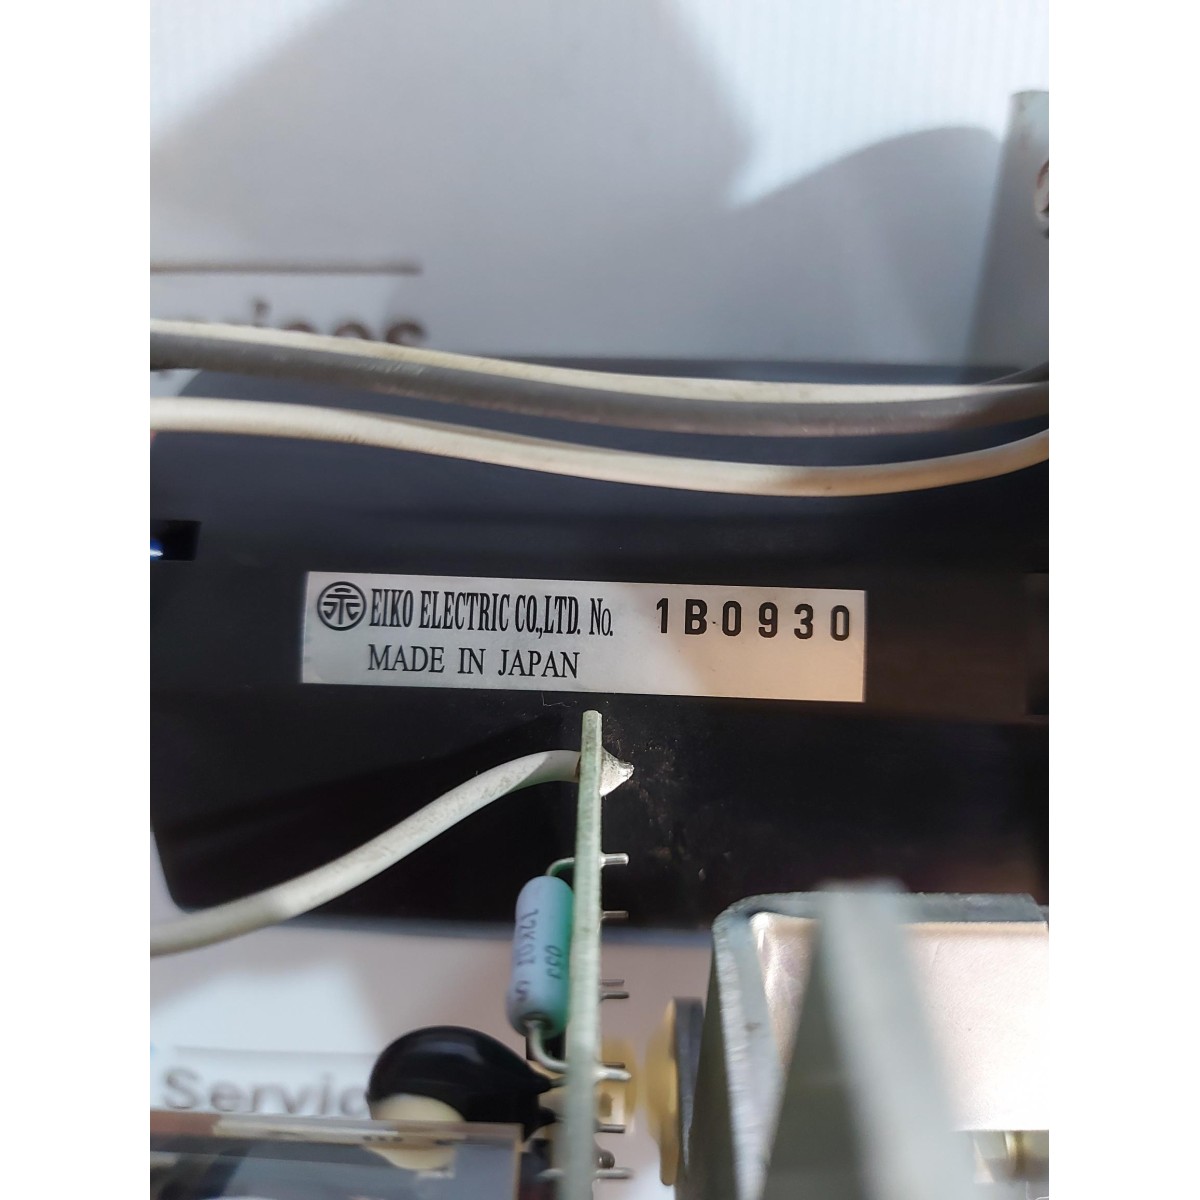 EIKO ELECTRIC CO.,LTD. No. 1B0930
MADE IN JAPAN
Servic